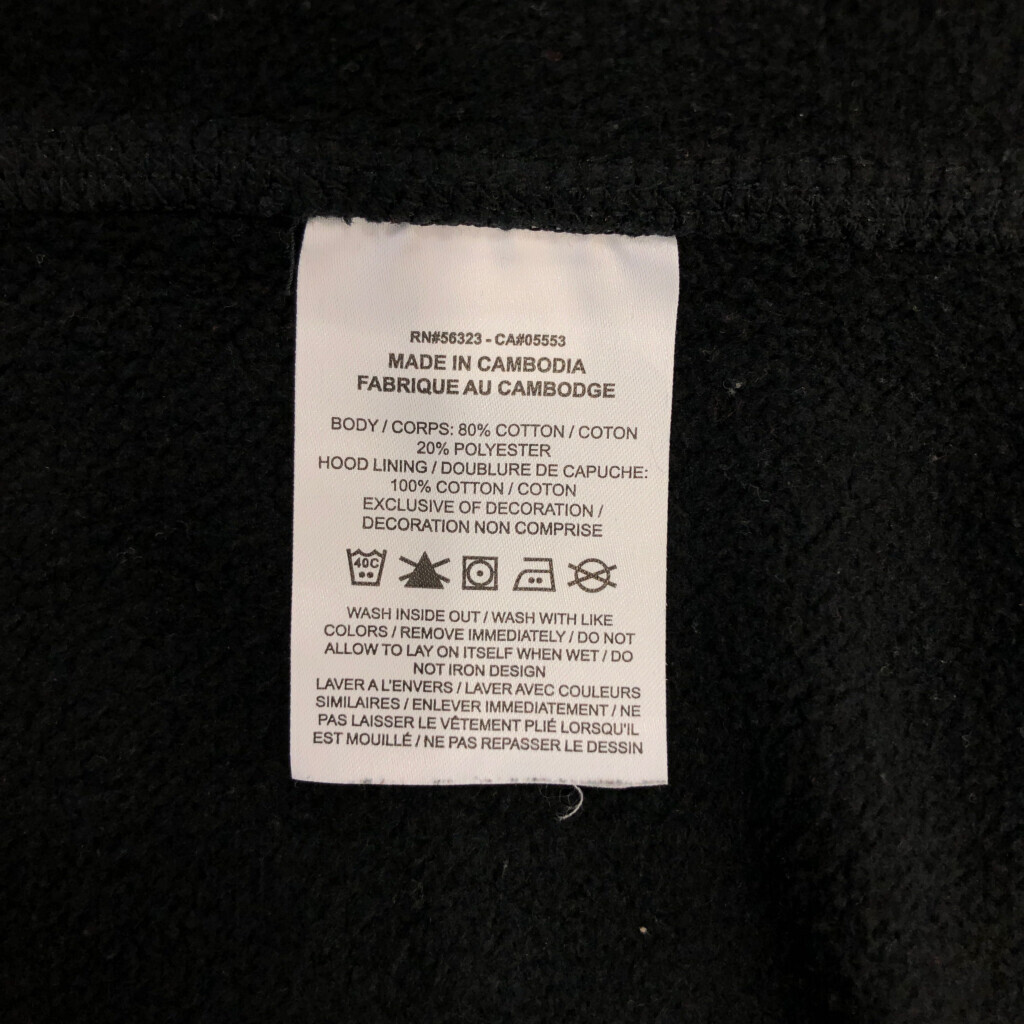 RN#56323 - CA#05553
MADE IN CAMBODIA
FABRIQUE AU CAMBODGE
BODY / CORPS: 80% COTTON / COTON
20% POLYESTER
HOOD LINING / DOUBLURE DE CAPUCHE:
100% COTTON / COTON
EXCLUSIVE OF DECORATION /
DECORATION NON COMPRISE
40C
WASH INSIDE OUT / WASH WITH LIKE
COLORS / REMOVE IMMEDIATELY / DO NOT
ALLOW TO LAY ON ITSELF WHEN WET / DO
NOT IRON DESIGN
LAVER A L'ENVERS / LAVER AVEC COULEURS
SIMILAIRES / ENLEVER IMMEDIATEMENT / NE
PAS LAISSER LE VÊTEMENT PLIÉ LORSQU'IL
EST MOUILLÉ / NE PAS REPASSER LE DESSIN